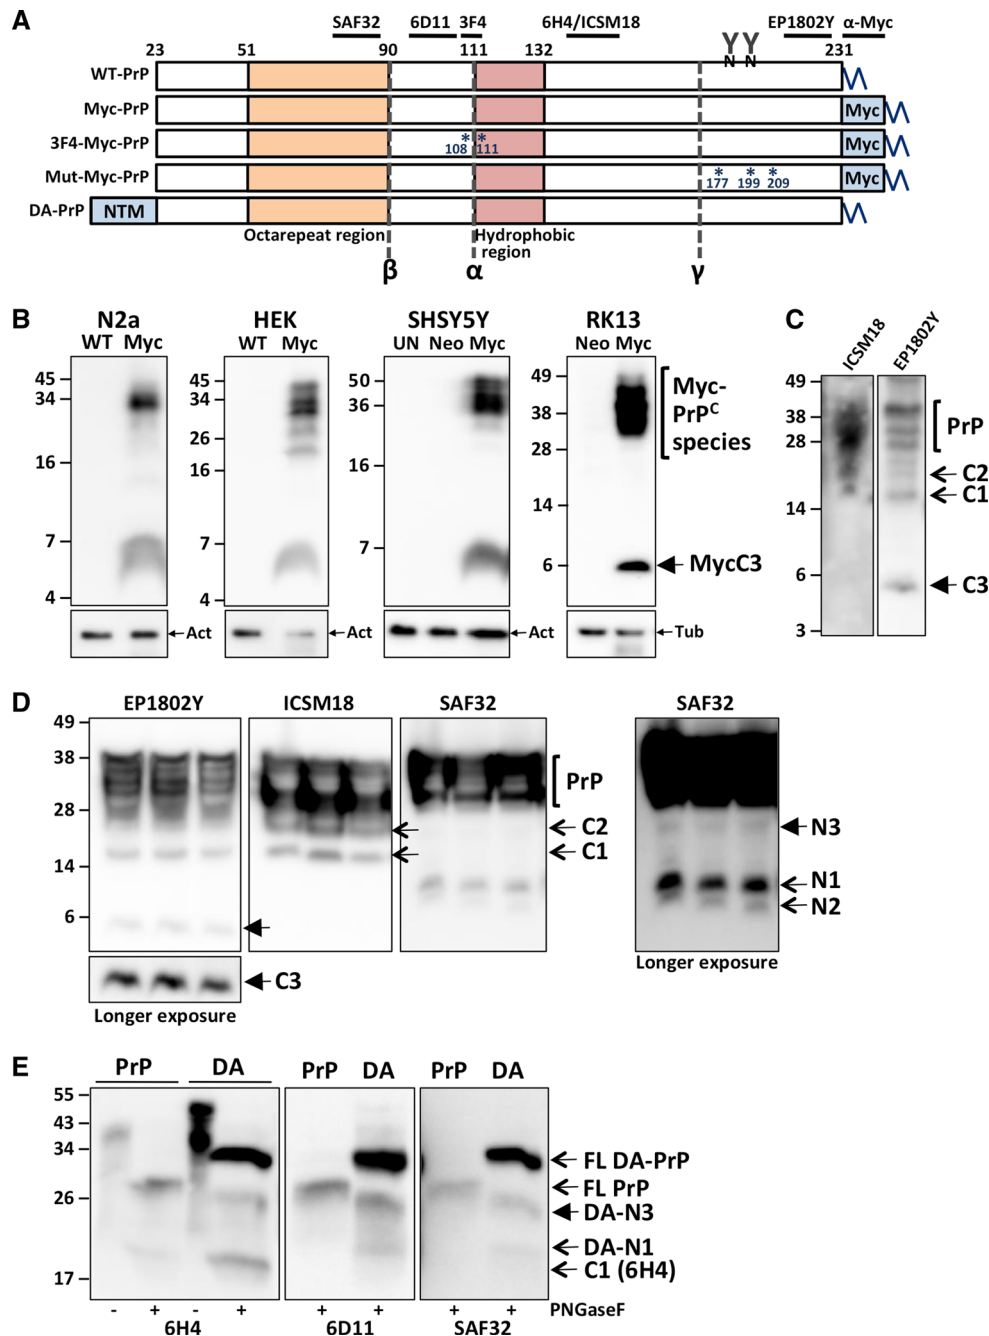 A
SAF32 6D11 3F4 6H4/ICSM18 EP1802Y α-Myc
23 51 90 111 132 231
N N
WT-PrP
Myc-PrP Myc
3F4-Myc-PrP * * Myc
108 111
Mut-Myc-PrP * * * Myc
177 199 209
DA-PrP NTM
Octarepeat region Hydrophobic
region
β α γ
B
N2a HEK SHSY5Y RK13
WT Myc WT Myc UN Neo Myc Neo Myc
45 34 16 7 4
45 34 26 16 7 4
50 36 16 7
49 38 28 14 6
Myc-
PrPᶜ
species
MycC3
Act Act Act Tub
C
ICSM18 EP1802Y
49
38
28
14
6
3
PrP
C2
C1
C3
D
EP1802Y ICSM18 SAF32 SAF32
49
38
28
14
6
PrP
C2
C1
N3
N1
N2
C3
Longer exposure
Longer exposure
E
PrP DA PrP DA PrP DA
55
43
34
26
17
FL DA-PrP
FL PrP
DA-N3
DA-N1
C1 (6H4)
- + - + + + + + PNGaseF
6H4 6D11 SAF32